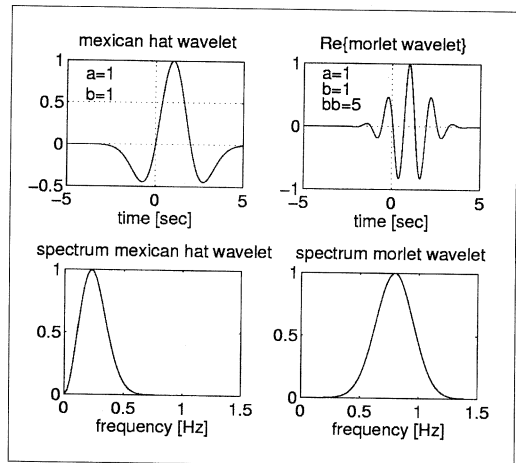 mexican hat wavelet
1
a=1
b=1
0.5
0
-0.5
-5
0
5
time [sec]
Re{morlet wavelet}
1
a=1
b=1
bb=5
0
-1
-5
0
5
time [sec]
spectrum mexican hat wavelet
1
0.5
0
0
0.5
1
1.5
frequency [Hz]
spectrum morlet wavelet
1
0.5
0
0
0.5
1
1.5
frequency [Hz]